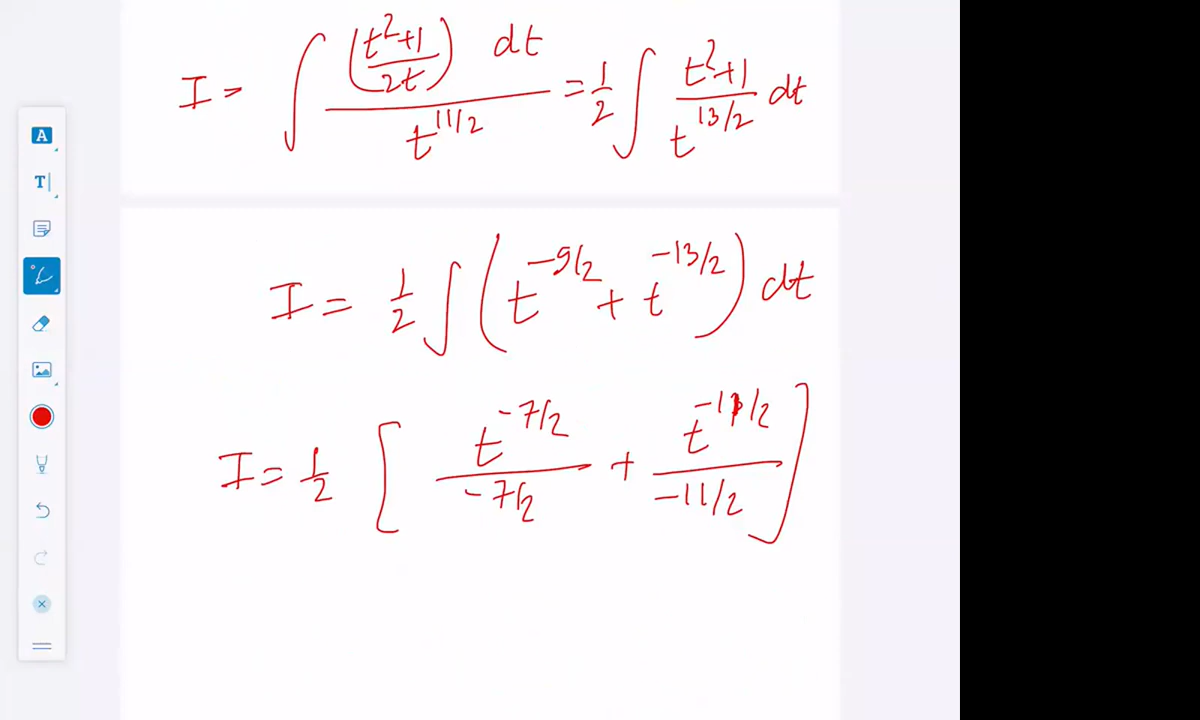 I = ∫ ((t²+1)/(2t)) dt / t^(11/2) = 1/2 ∫ (t²+1)/t^(13/2) dt
I = 1/2 ∫ (t^(-9/2) + t^(-13/2)) dt
I = 1/2 [ t^(-7/2)/(-7/2) + t^(-11/2)/(-11/2) ]
A
T